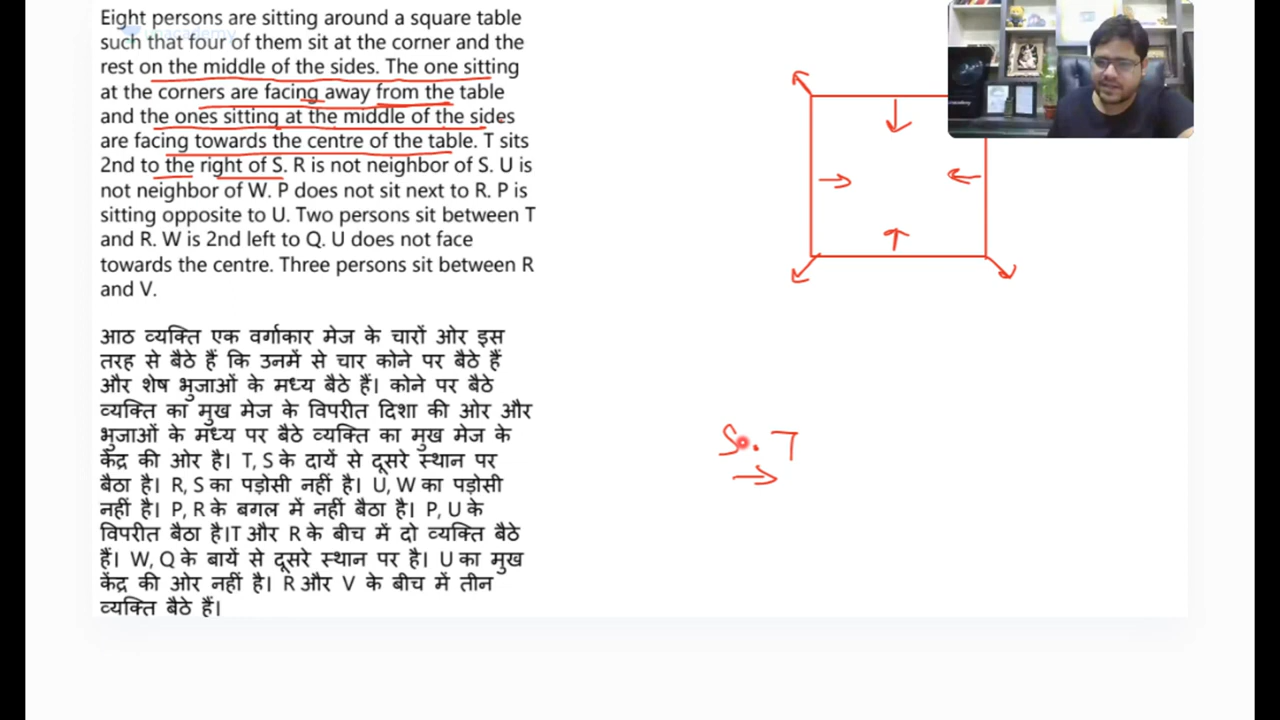 Eight persons are sitting around a square table
such that four of them sit at the corner and the
rest on the middle of the sides. The one sitting
at the corners are facing away from the table
and the ones sitting at the middle of the sides
are facing towards the centre of the table. T sits
2nd to the right of S. R is not neighbor of S. U is
not neighbor of W. P does not sit next to R. P is
sitting opposite to U. Two persons sit between T
and R. W is 2nd left to Q. U does not face
towards the centre. Three persons sit between R
and V.
आठ व्यक्ति एक वर्गाकार मेज के चारों ओर इस
तरह से बैठे हैं कि उनमें से चार कोने पर बैठे हैं
और शेष भुजाओं के मध्य बैठे हैं। कोने पर बैठे
व्यक्ति का मुख मेज के विपरीत दिशा की ओर और
भुजाओं के मध्य पर बैठे व्यक्ति का मुख मेज के
केंद्र की ओर है। T, S के दायें से दूसरे स्थान पर
बैठा है। R, S का पड़ोसी नहीं है। U, W का पड़ोसी
नहीं है। P, R के बगल में नहीं बैठा है। P, U के
विपरीत बैठा है।T और R के बीच में दो व्यक्ति बैठे
हैं। W, Q के बायें से दूसरे स्थान पर है। U का मुख
केंद्र की ओर नहीं है। R और V के बीच में तीन
व्यक्ति बैठे हैं।
S . T